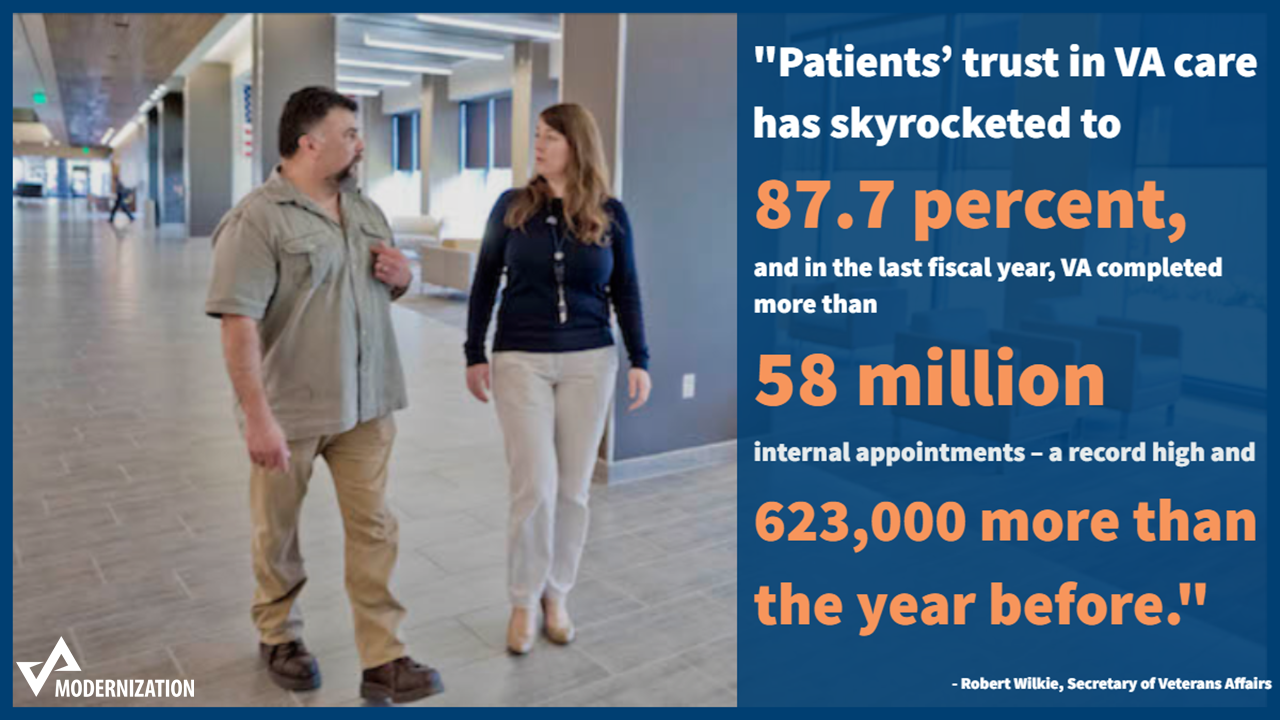 "Patients’ trust in VA care
has skyrocketed to
87.7 percent,
and in the last fiscal year, VA completed
more than
58 million
internal appointments – a record high and
623,000 more than
the year before."
- Robert Wilkie, Secretary of Veterans Affairs
VA
MODERNIZATION